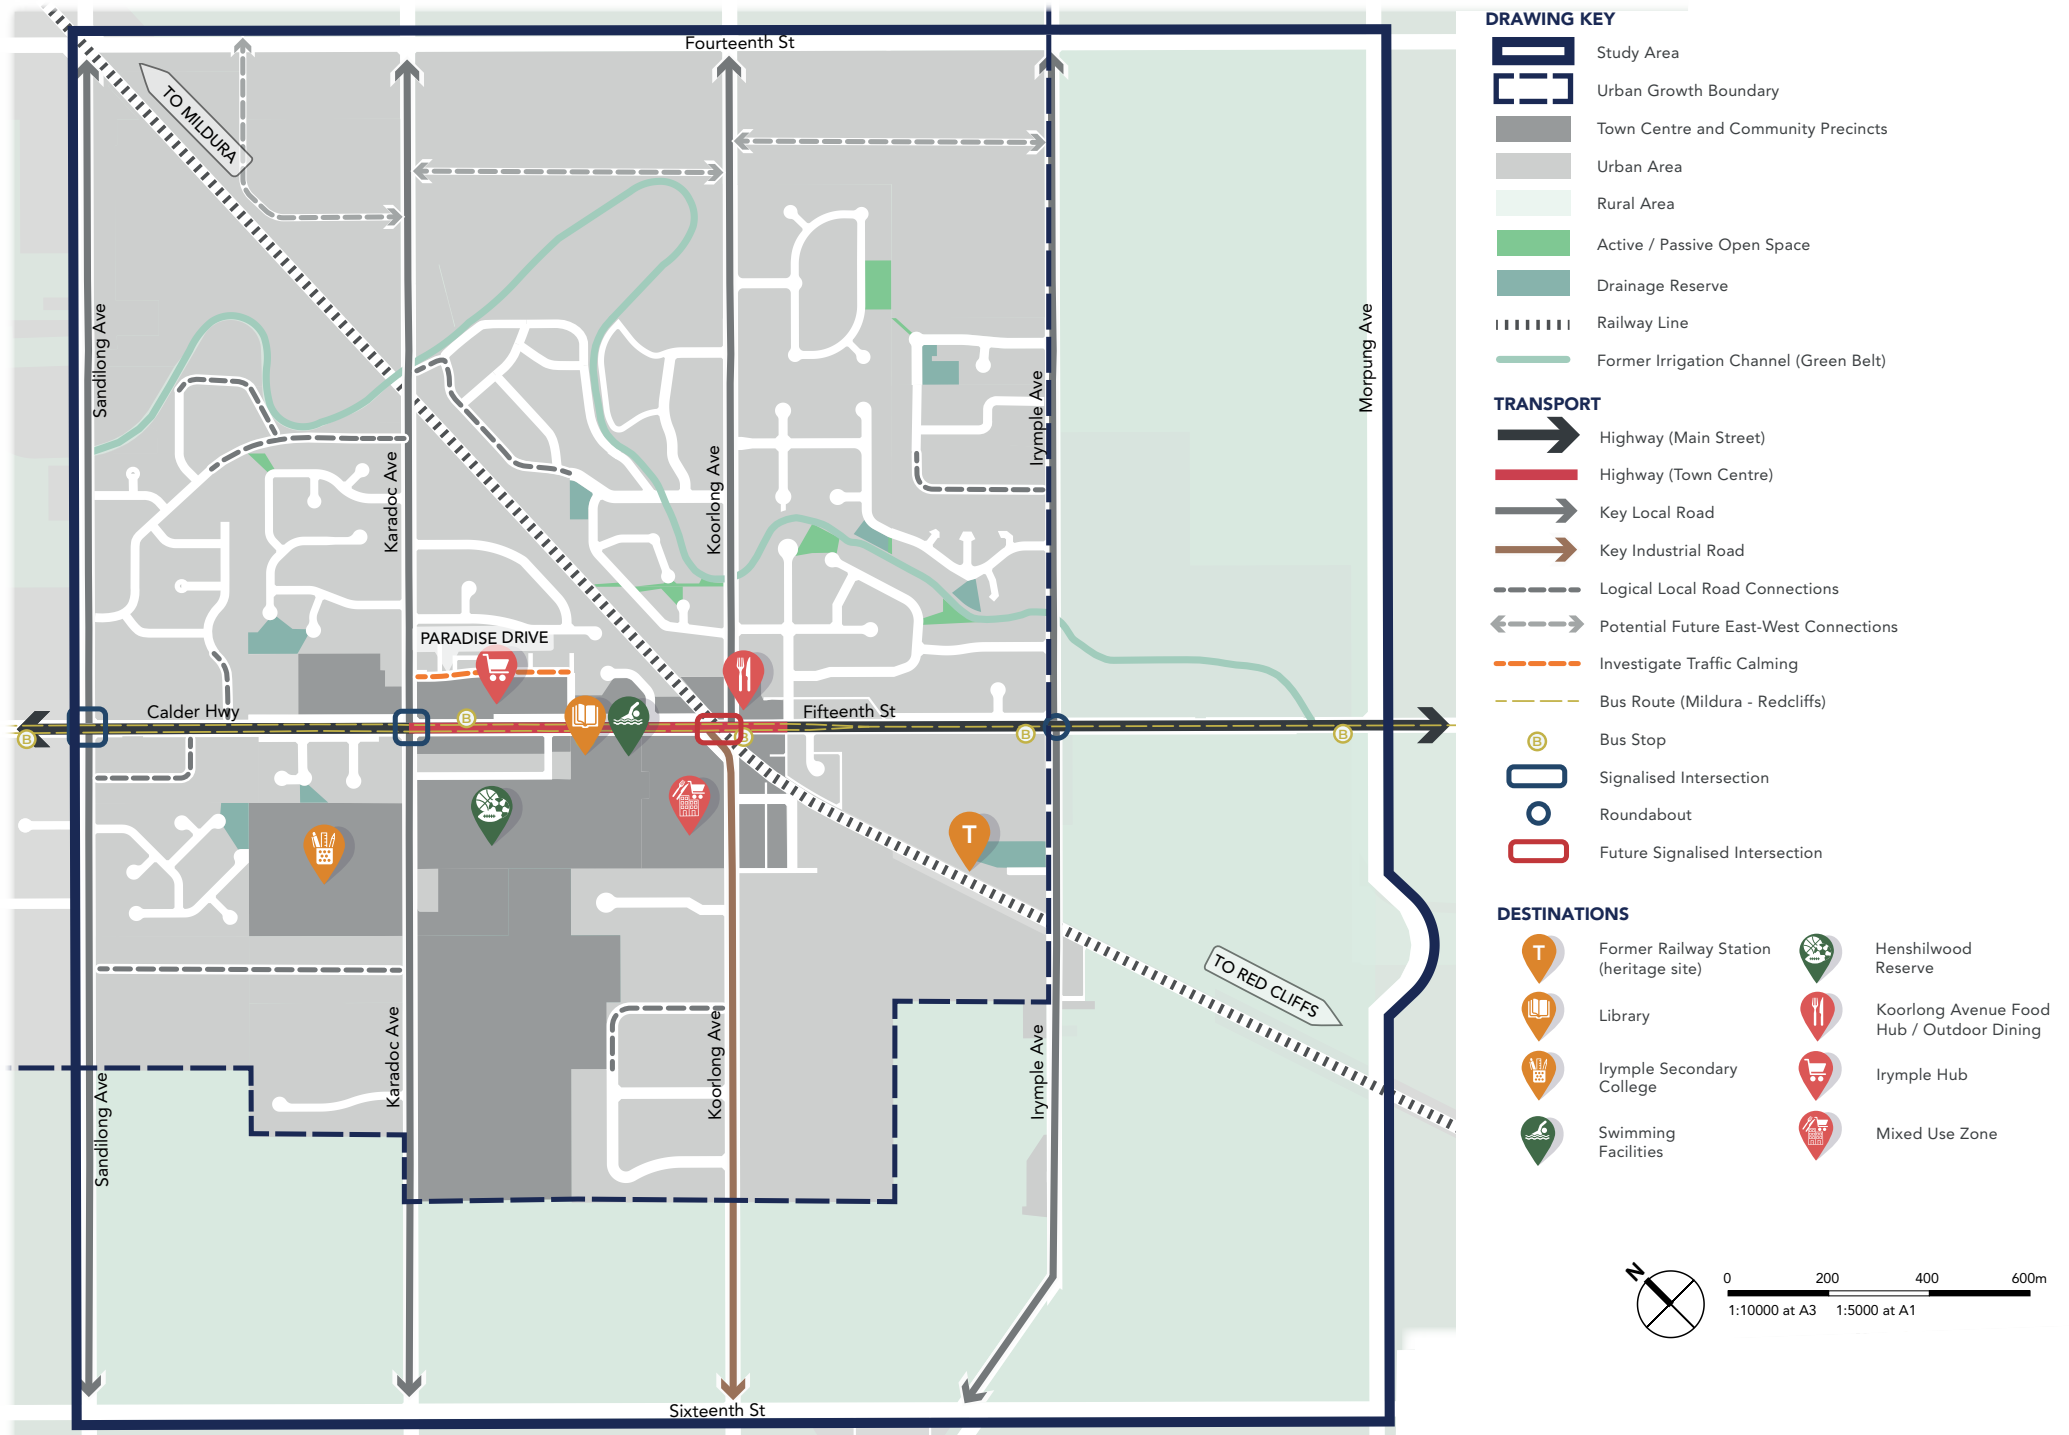 Fourteenth St
TO MILDURA
Sandilong Ave
Karadoc Ave
Koorlong Ave
Irymple Ave
Morpung Ave
PARADISE DRIVE
Calder Hwy
Fifteenth St
B
B
B
B
B
T
TO RED CLIFFS
Sandilong Ave
Karadoc Ave
Koorlong Ave
Irymple Ave
Sixteenth St
DRAWING KEY
Study Area
Urban Growth Boundary
Town Centre and Community Precincts
Urban Area
Rural Area
Active / Passive Open Space
Drainage Reserve
Railway Line
Former Irrigation Channel (Green Belt)
TRANSPORT
Highway (Main Street)
Highway (Town Centre)
Key Local Road
Key Industrial Road
Logical Local Road Connections
Potential Future East-West Connections
Investigate Traffic Calming
Bus Route (Mildura - Redcliffs)
B Bus Stop
Signalised Intersection
Roundabout
Future Signalised Intersection
DESTINATIONS
T Former Railway Station
(heritage site)
Library
Irymple Secondary
College
Swimming
Facilities
Henshilwood
Reserve
Koorlong Avenue Food
Hub / Outdoor Dining
Irymple Hub
Mixed Use Zone
N
0 200 400 600m
1:10000 at A3 1:5000 at A1